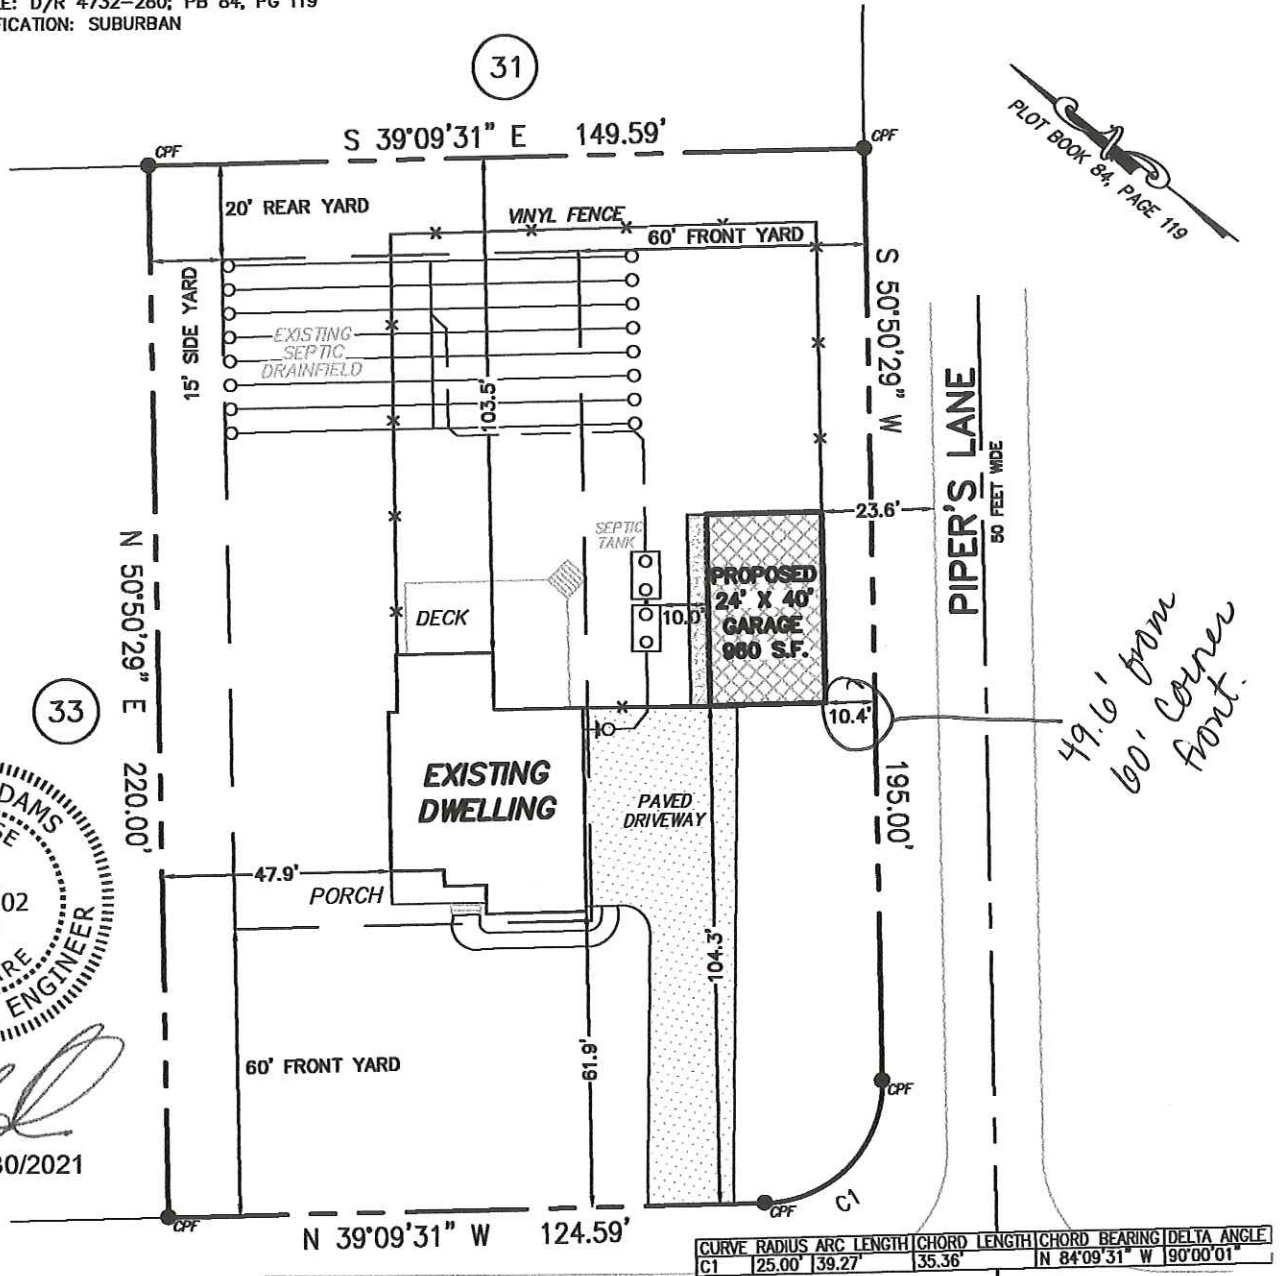 LE: D/R 4732-280; PB 84, PG 119
FICATION: SUBURBAN
31
S 39°09'31" E 149.59'
CPF
CPF
PLOT BOOK 84, PAGE 119
20' REAR YARD
VINYL FENCE
60' FRONT YARD
15' SIDE YARD
EXISTING
SEPTIC
DRAINFIELD
103.5'
S 50°50'29" W
195.00'
PIPER'S LANE
50 FEET WIDE
23.6'
SEPTIC
TANK
PROPOSED
24' X 40'
GARAGE
960 S.F.
10.0'
DECK
N 50°50'29" E 220.00'
33
10.4'
49.6' from
60' corner
front.
EXISTING
DWELLING
PAVED
DRIVEWAY
47.9'
PORCH
104.3'
61.9'
60' FRONT YARD
DAMS
SE
02
RE
ENGINEER
30/2021
CPF
CPF
CPF
C1
N 39°09'31" W 124.59'
CURVE RADIUS ARC LENGTH CHORD LENGTH CHORD BEARING DELTA ANGLE
C1 25.00' 39.27' 35.36' N 84°09'31" W 90°00'01"